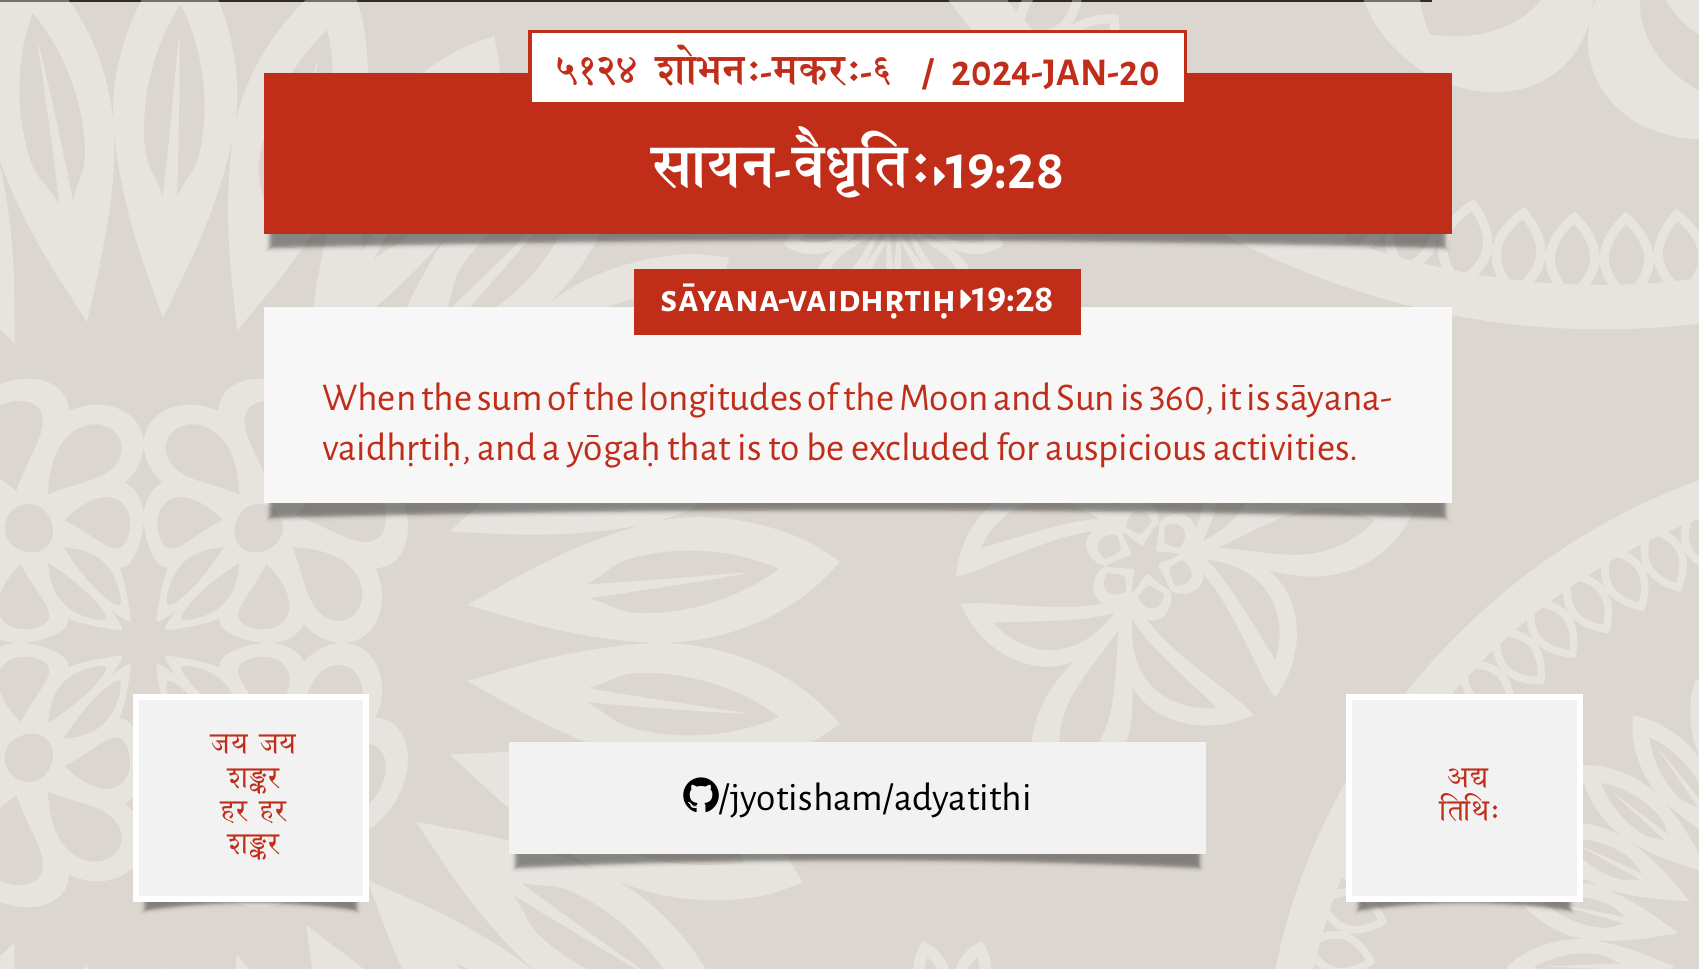 ५१२४ शोभनः-मकरः-६ / 2024-JAN-20
सायन-वैधृतिः▸19:28
SĀYANA-VAIDHṚTIḤ▸19:28
When the sum of the longitudes of the Moon and Sun is 360, it is sāyana-
vaidhṛtiḥ, and a yōgaḥ that is to be excluded for auspicious activities.
जय जय
शङ्कर
हर हर
शङ्कर
/jyotisham/adyatithi
अद्य
तिथिः